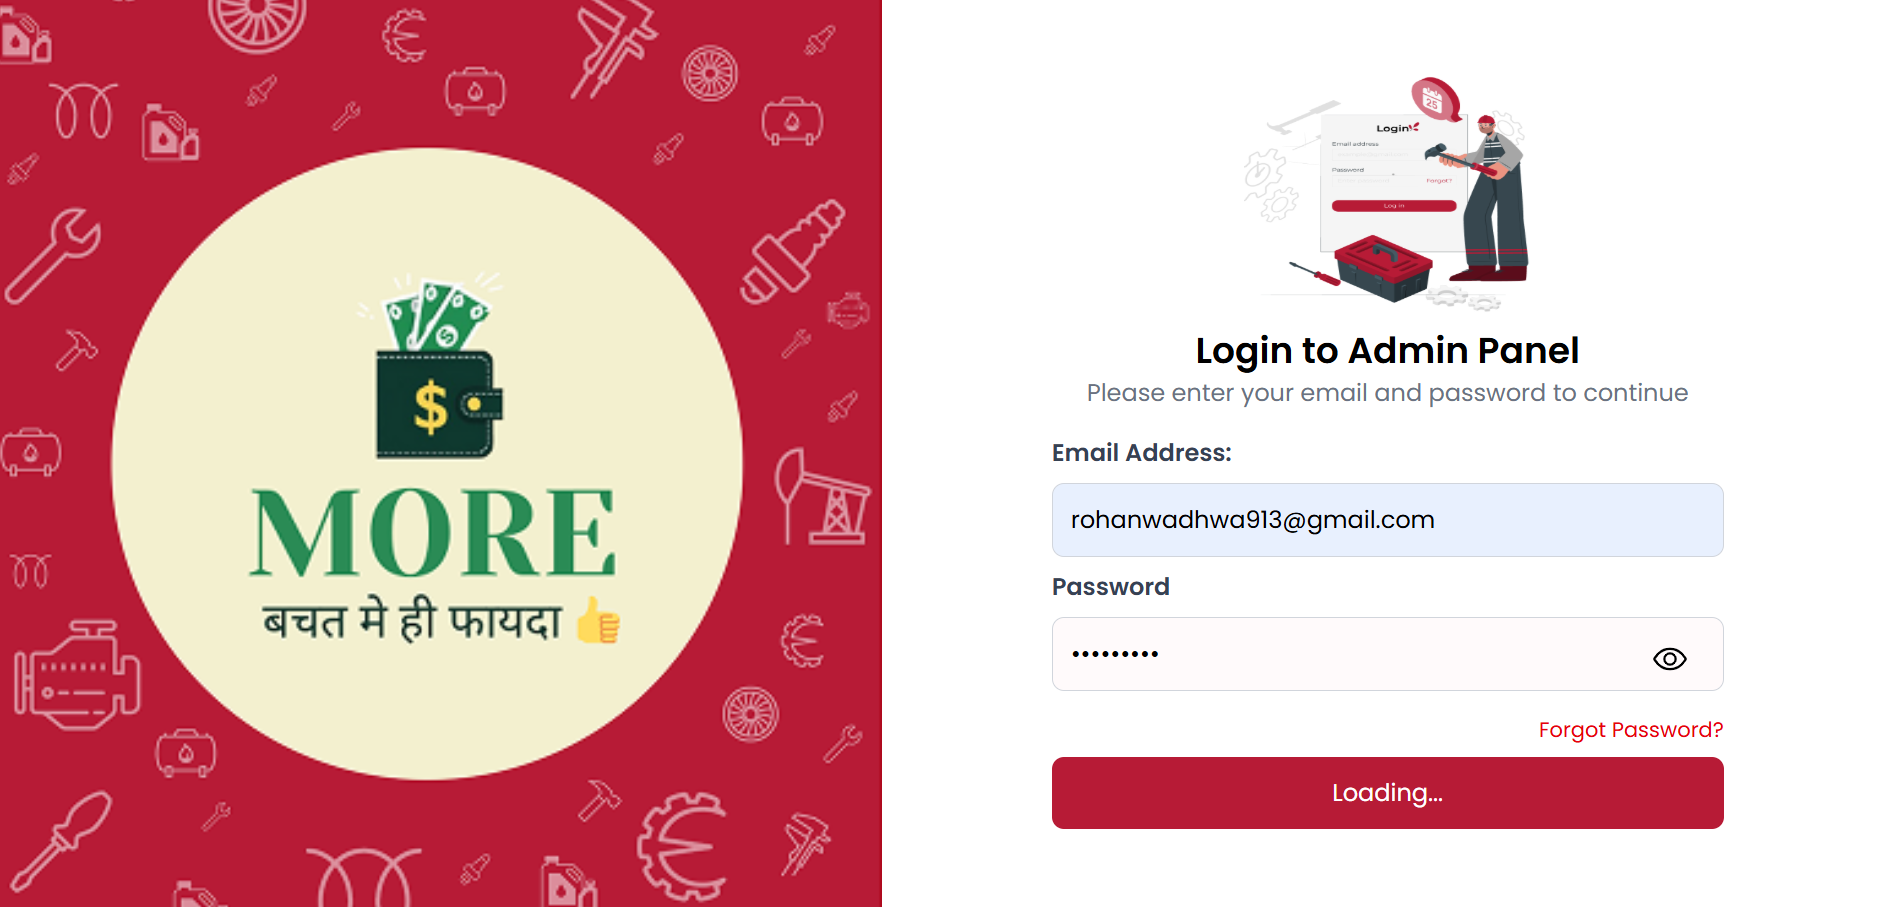 MORE
बचत मे ही फायदा
25
Login
Email address
Password
Forgot?
Log in
Login to Admin Panel
Please enter your email and password to continue
Email Address:
rohanwadhwa913@gmail.com
Password
•••••••••
Forgot Password?
Loading...